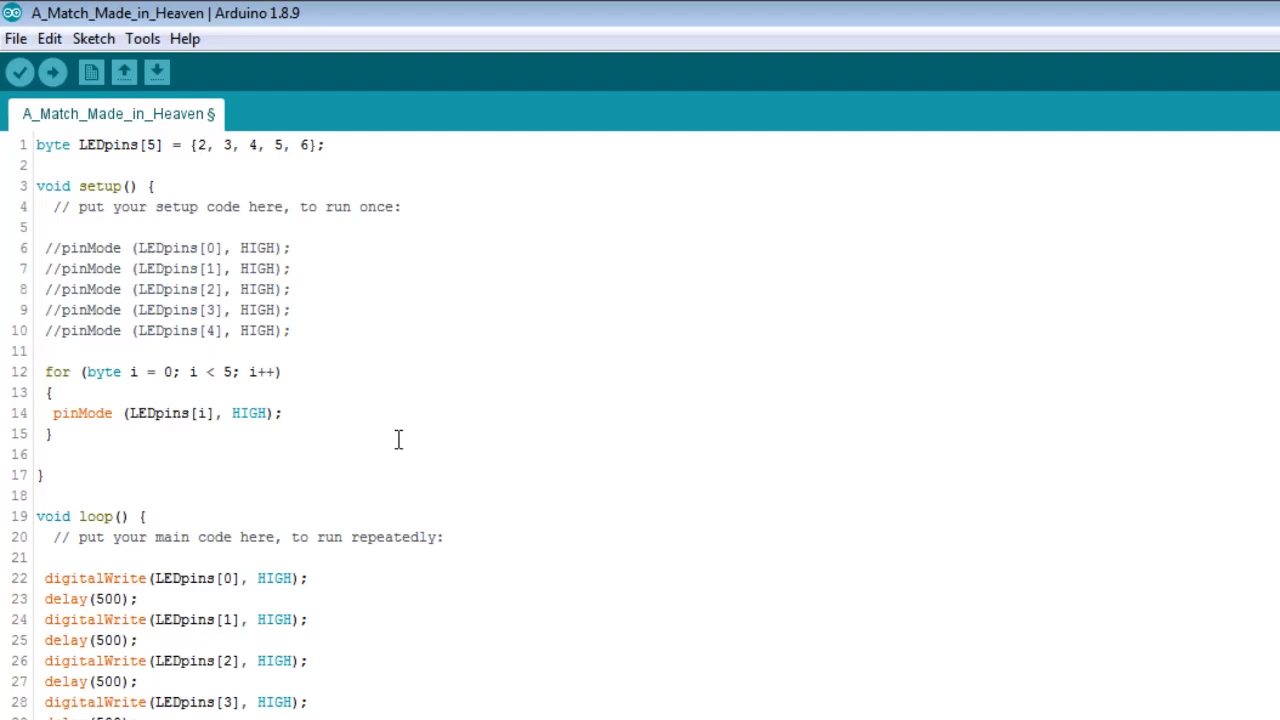 A_Match_Made_in_Heaven | Arduino 1.8.9
File Edit Sketch Tools Help
A_Match_Made_in_Heaven §
1 byte LEDpins[5] = {2, 3, 4, 5, 6};
2
3 void setup() {
4 // put your setup code here, to run once:
5
6 //pinMode (LEDpins[0], HIGH);
7 //pinMode (LEDpins[1], HIGH);
8 //pinMode (LEDpins[2], HIGH);
9 //pinMode (LEDpins[3], HIGH);
10 //pinMode (LEDpins[4], HIGH);
11
12 for (byte i = 0; i < 5; i++)
13 {
14 pinMode (LEDpins[i], HIGH);
15 }
16
17 }
18
19 void loop() {
20 // put your main code here, to run repeatedly:
21
22 digitalWrite(LEDpins[0], HIGH);
23 delay(500);
24 digitalWrite(LEDpins[1], HIGH);
25 delay(500);
26 digitalWrite(LEDpins[2], HIGH);
27 delay(500);
28 digitalWrite(LEDpins[3], HIGH);